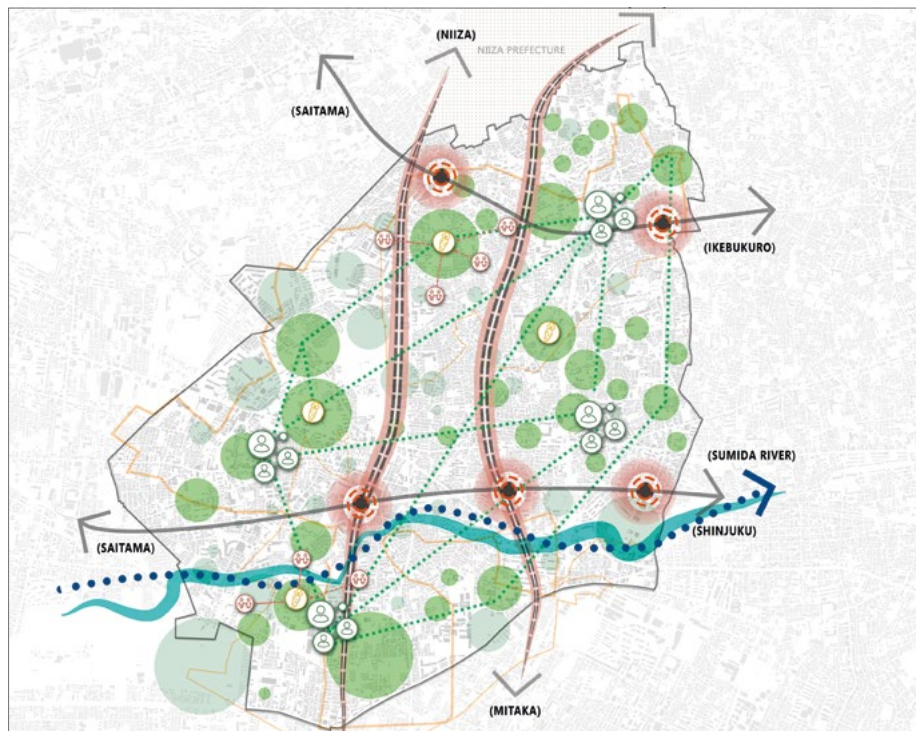 (NIIZA)
NIIZA PREFECTURE
(SAITAMA)
(IKEBUKURO)
(SUMIDA RIVER)
(SHINJUKU)
(SAITAMA)
(MITAKA)